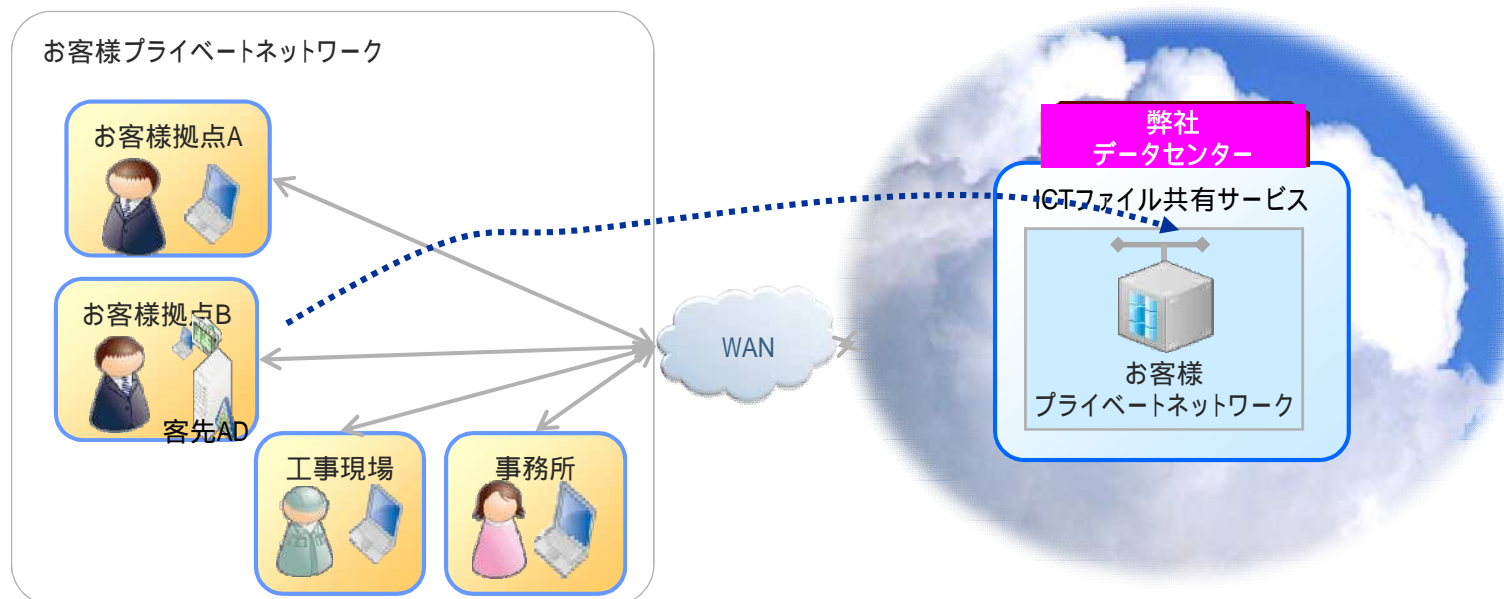 お客様プライベートネットワーク
お客様拠点A
お客様拠点B
客先AD
工事現場
事務所
WAN
弊社
データセンター
ICTファイル共有サービス
お客様
プライベートネットワーク